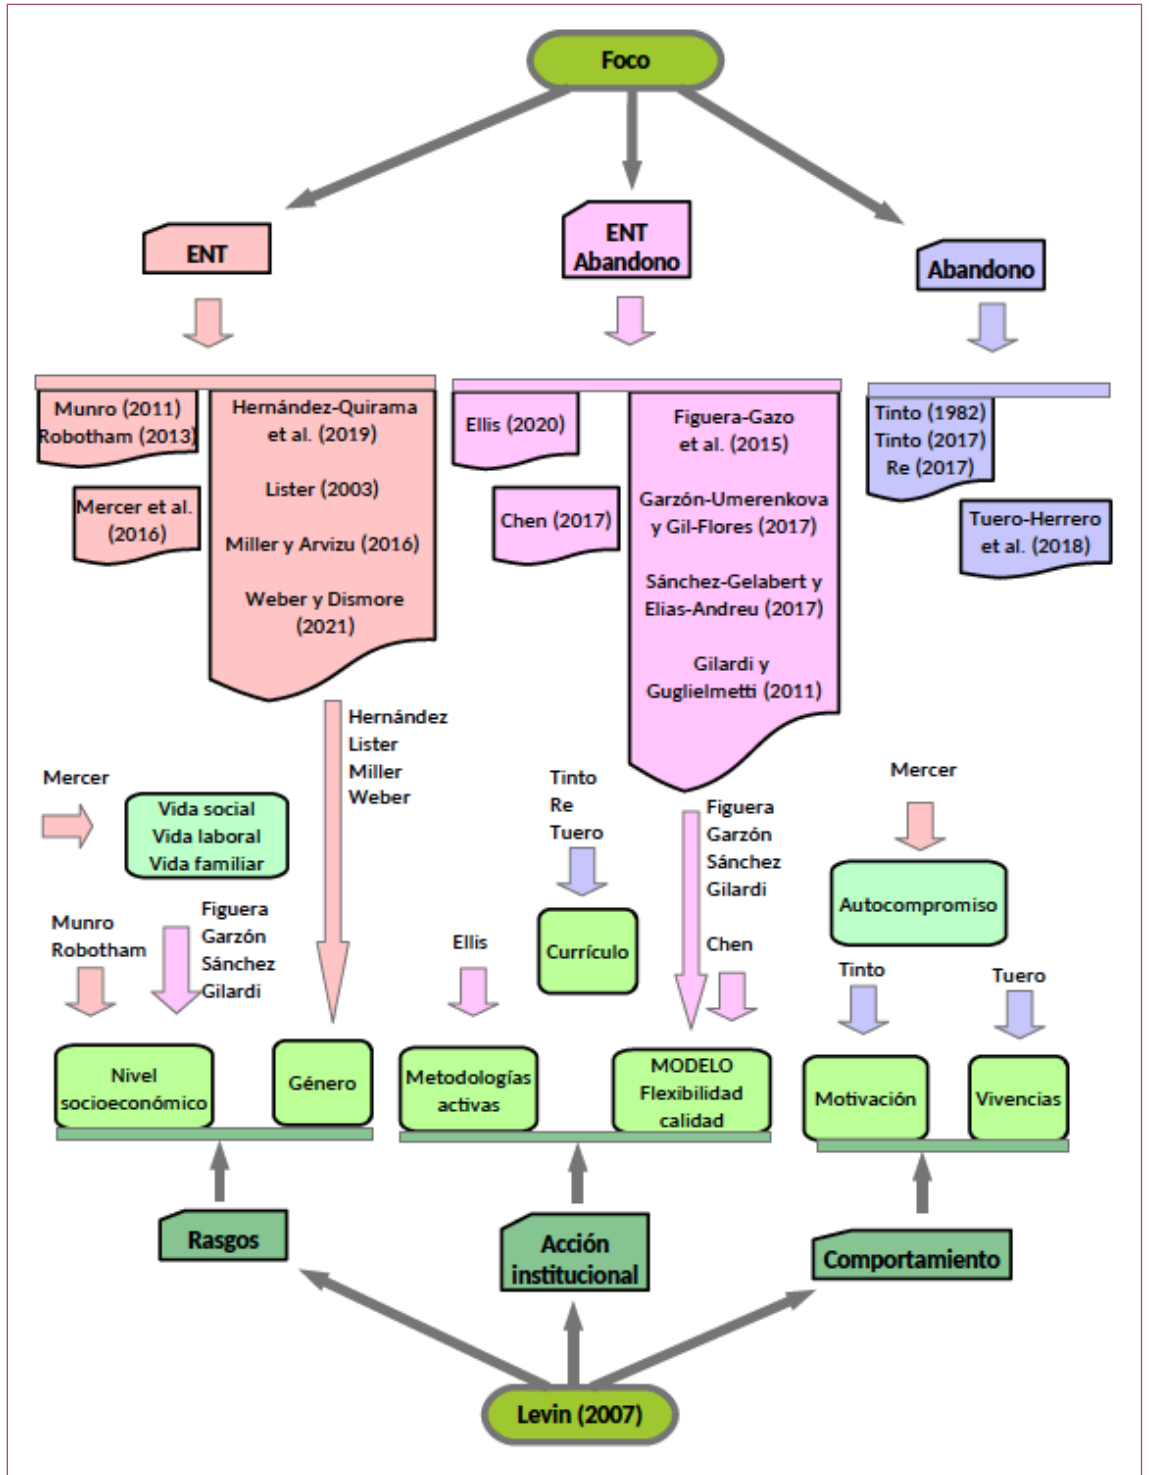 Foco
ENT
ENT
Abandono
Abandono
Munro (2011)
Robotham (2013)
Mercer et al.
(2016)
Hernández-Quirama
et al. (2019)
Lister (2003)
Miller y Arvizu (2016)
Weber y Dismore
(2021)
Ellis (2020)
Chen (2017)
Figuera-Gazo
et al. (2015)
Garzón-Umerenkova
y Gil-Flores (2017)
Sánchez-Gelabert y
Elias-Andreu (2017)
Gilardi y
Guglielmetti (2011)
Tinto (1982)
Tinto (2017)
Re (2017)
Tuero-Herrero
et al. (2018)
Hernández
Lister
Miller
Weber
Mercer
Vida social
Vida laboral
Vida familiar
Munro
Robotham
Figuera
Garzón
Sánchez
Gilardi
Tinto
Re
Tuero
Currículo
Ellis
Figuera
Garzón
Sánchez
Gilardi
Chen
Mercer
Autocompromiso
Tinto
Tuero
Nivel
socioeconómico
Género
Metodologías
activas
MODELO
Flexibilidad
calidad
Motivación
Vivencias
Rasgos
Acción
institucional
Comportamiento
Levin (2007)